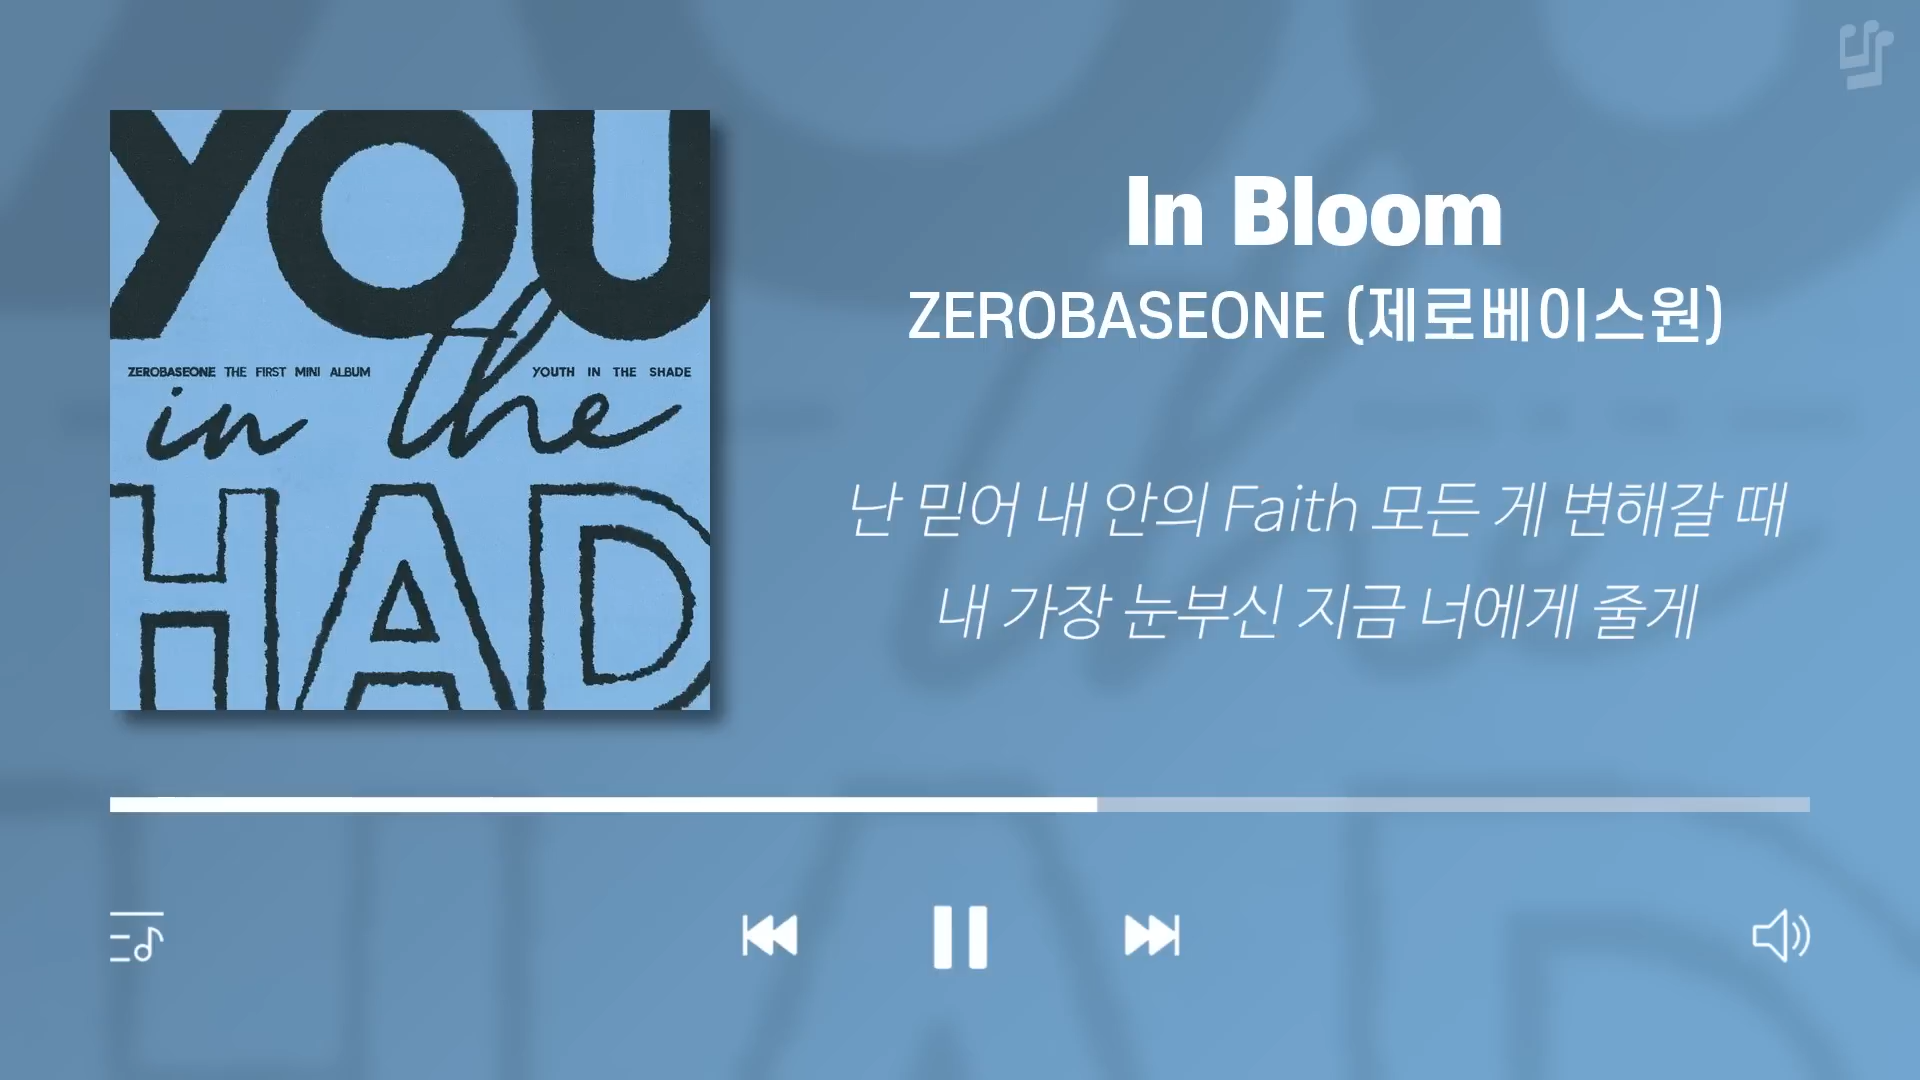 YOU
ZEROBASEONE THE FIRST MINI ALBUM
YOUTH IN THE SHADE
in the
HAD
In Bloom
ZEROBASEONE (제로베이스원)
난 믿어 내 안의 Faith 모든 게 변해갈 때
내 가장 눈부신 지금 너에게 줄게